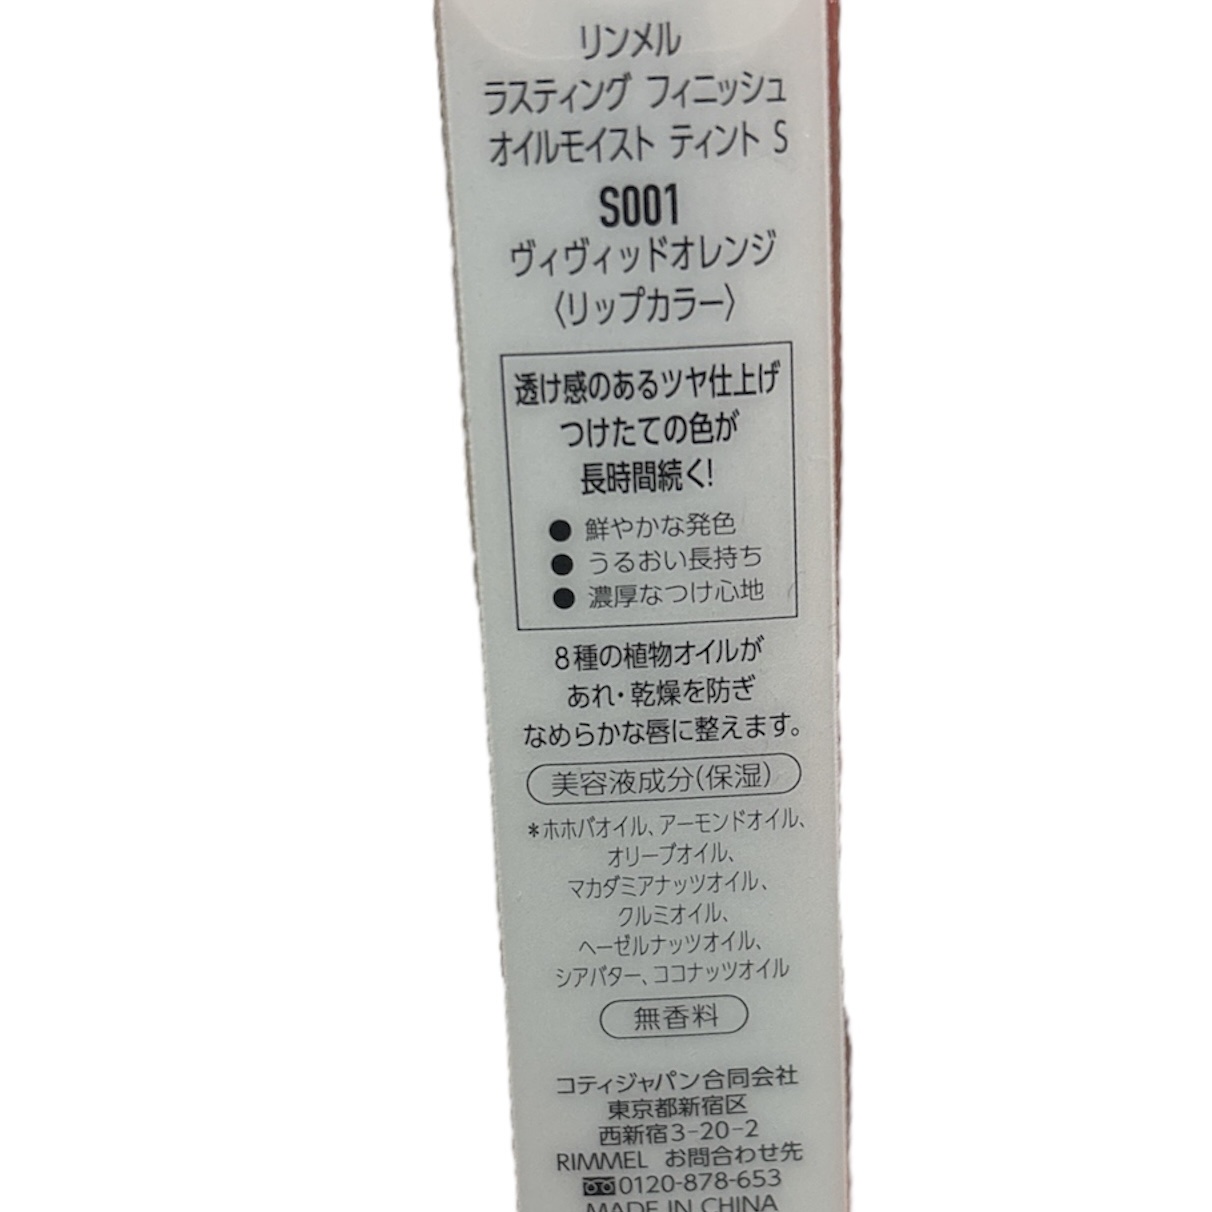 リンメル
ラスティング フィニッシュ
オイルモイスト ティント S
S001
ヴィヴィッドオレンジ
〈リップカラー〉
透け感のあるツヤ仕上げ
つけたての色が
長時間続く!
● 鮮やかな発色
● うるおい長持ち
● 濃厚なつけ心地
8種の植物オイルが
あれ・乾燥を防ぎ
なめらかな唇に整えます。
美容液成分(保湿)
*ホホバオイル、アーモンドオイル、
オリーブオイル、
マカダミアナッツオイル、
クルミオイル、
ヘーゼルナッツオイル、
シアバター、ココナッツオイル
無香料
コティジャパン合同会社
東京都新宿区
西新宿3-20-2
RIMMEL お問合わせ先
0120-878-653
MADE IN CHINA